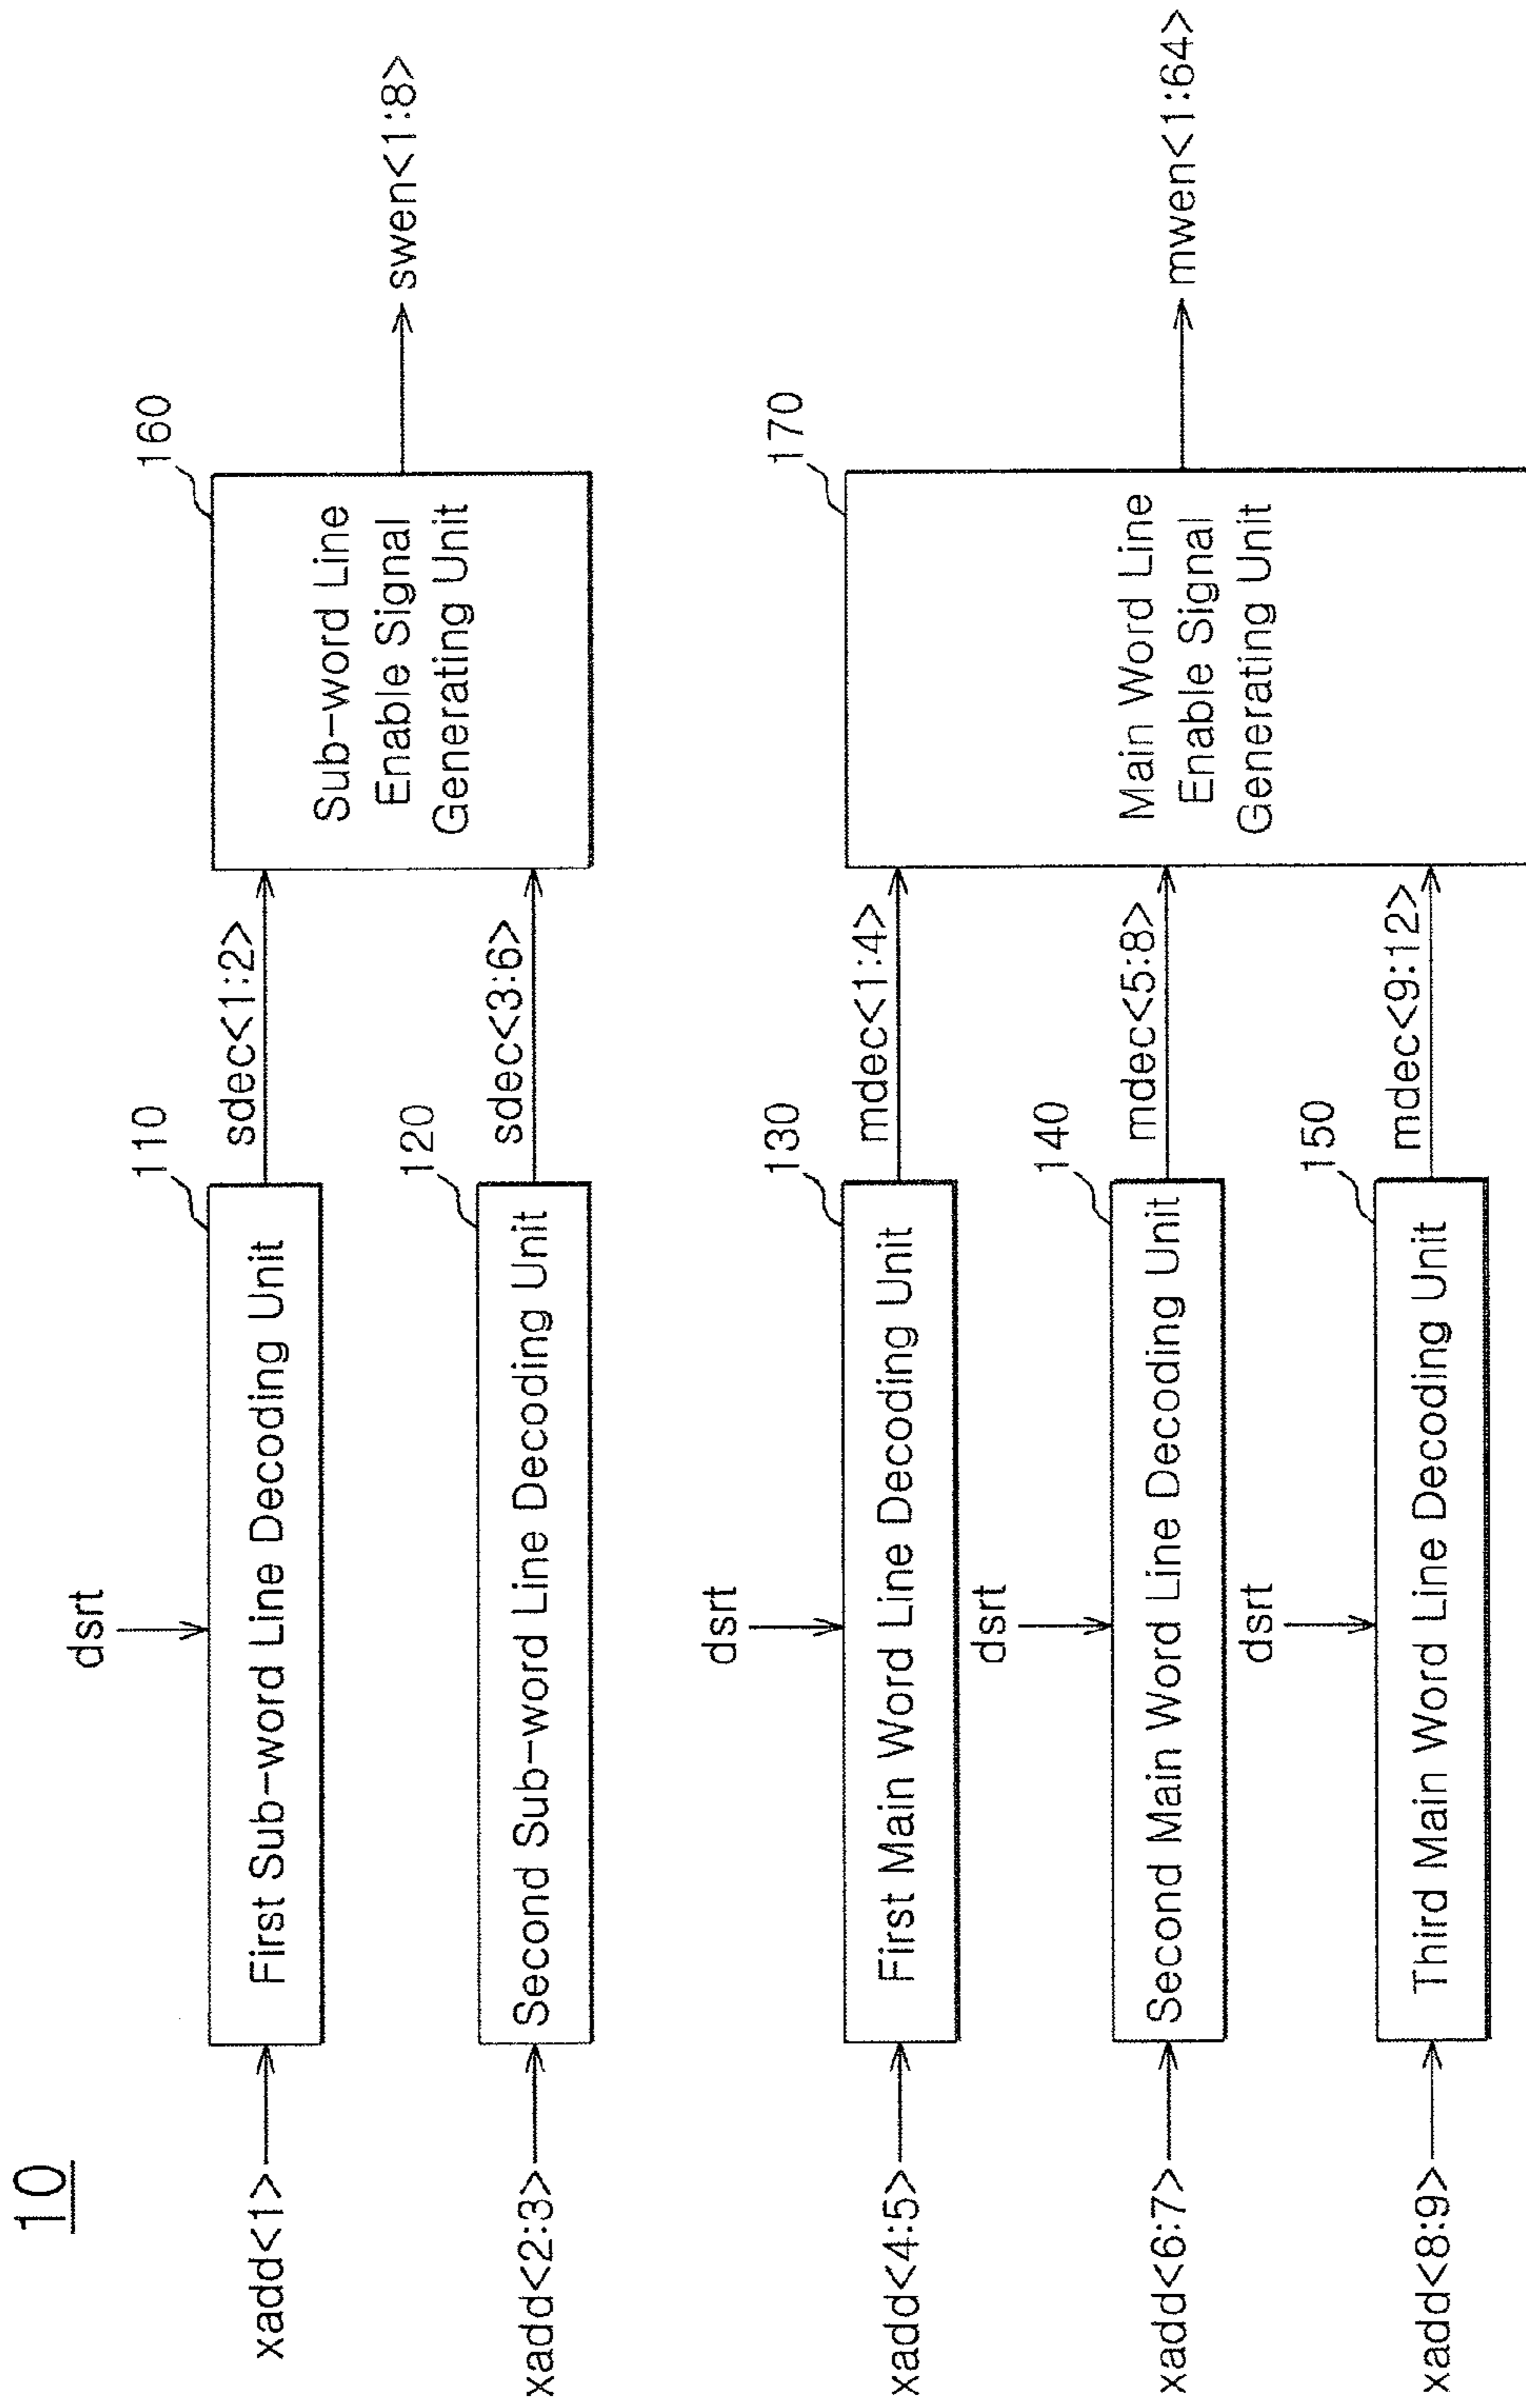 10
dsrt
110
160
xadd<1>
First Sub-word Line Decoding Unit
sdec<1:2>
Sub-word Line
Enable Signal
Generating Unit
swen<1:8>
120
xadd<2:3>
Second Sub-word Line Decoding Unit
sdec<3:6>
dsrt
130
170
xadd<4:5>
First Main Word Line Decoding Unit
mdec<1:4>
dsrt
140
xadd<6:7>
Second Main Word Line Decoding Unit
mdec<5:8>
Main Word Line
Enable Signal
Generating Unit
mwen<1:64>
dsrt
150
xadd<8:9>
Third Main Word Line Decoding Unit
mdec<9:12>